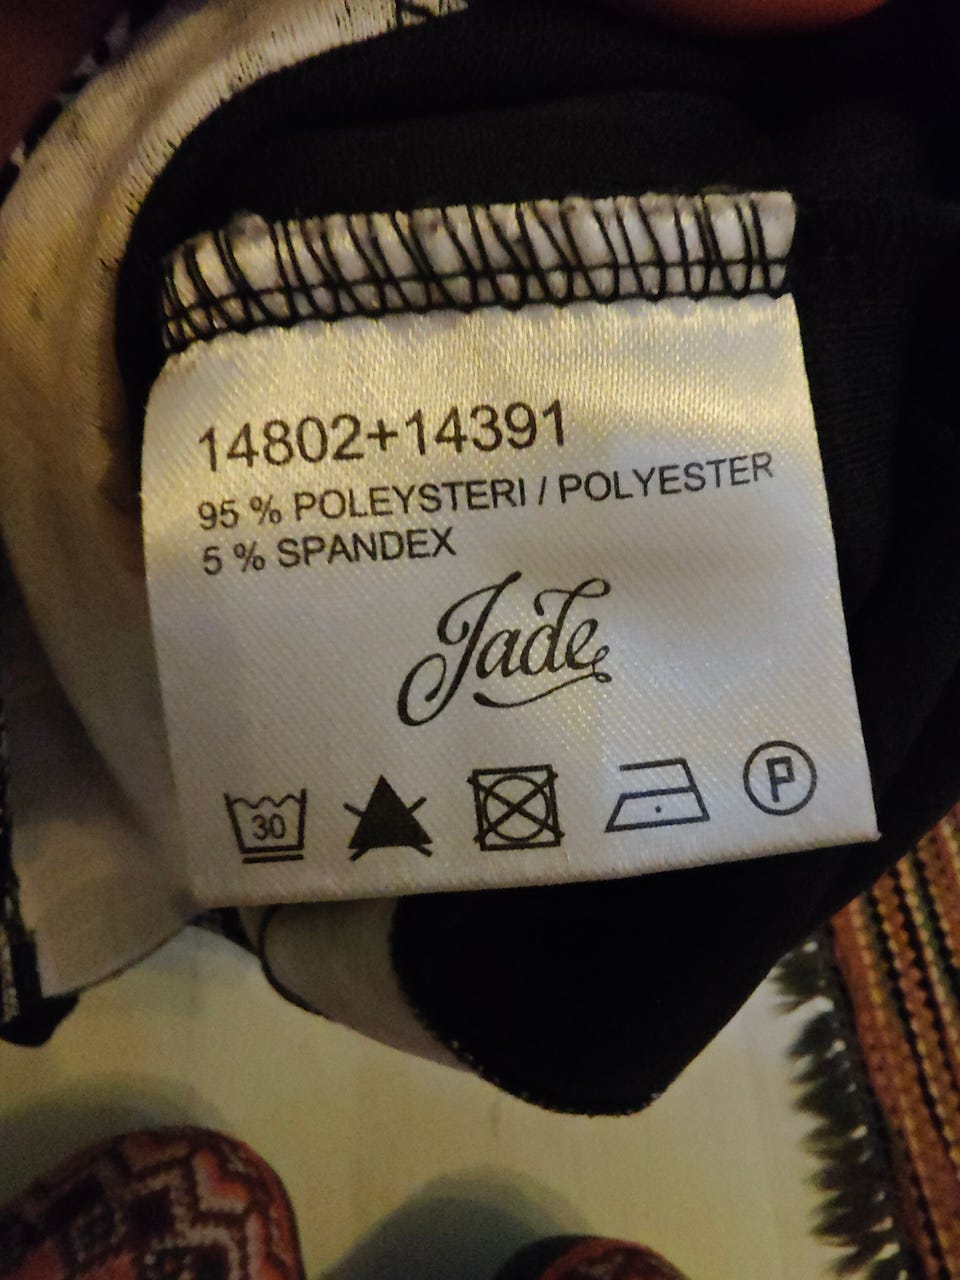 14802+14391
95 % POLEYSTERI / POLYESTER
5 % SPANDEX
Jade
30
P